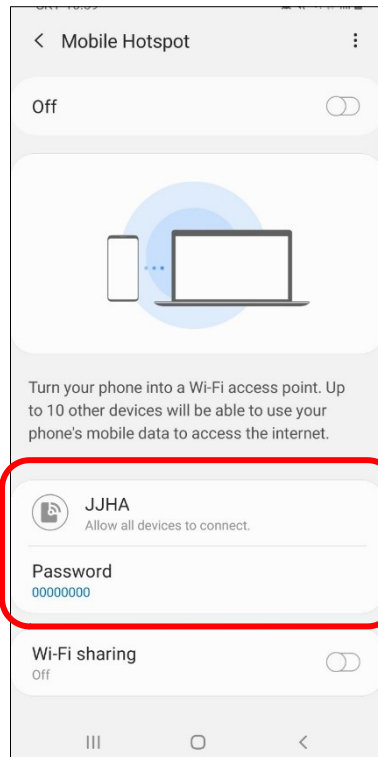 Mobile Hotspot
Off
Turn your phone into a Wi-Fi access point. Up
to 10 other devices will be able to use your
phone's mobile data to access the internet.
JJHA
Allow all devices to connect.
Password
00000000
Wi-Fi sharing
Off